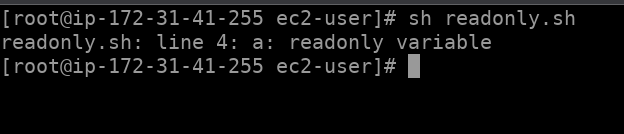 [root@ip-172-31-41-255 ec2-user]# sh readonly.sh
readonly.sh: line 4: a: readonly variable
[root@ip-172-31-41-255 ec2-user]#